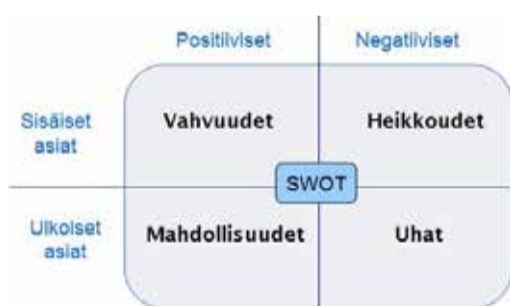 Positiiviset Negatiiviset
Sisäiset
asiat
Vahvuudet Heikkoudet
SWOT
Ulkoiset
asiat
Mahdollisuudet Uhat